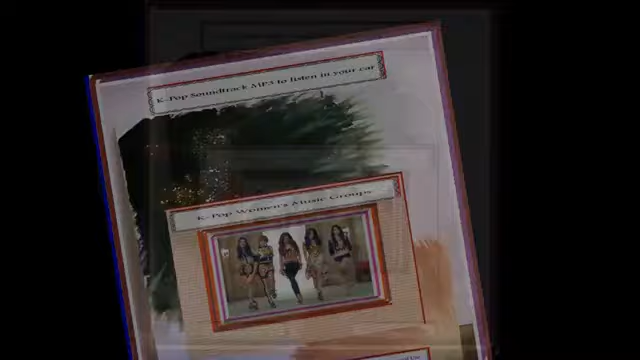 K-Pop Soundtrack MP3 to listen in your car
K-Pop Women's Music Groups